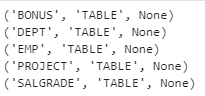 ('BONUS', 'TABLE', None)
('DEPT', 'TABLE', None)
('EMP', 'TABLE', None)
('PROJECT', 'TABLE', None)
('SALGRADE', 'TABLE', None)